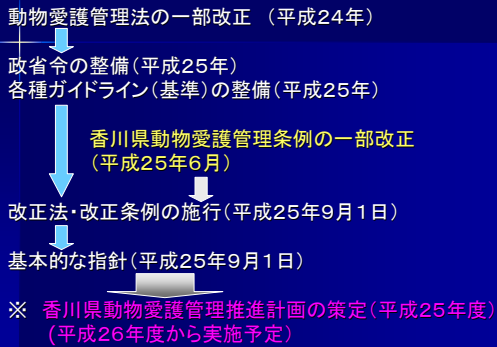 動物愛護管理法の一部改正 (平成24年)
政省令の整備(平成25年)
各種ガイドライン(基準)の整備(平成25年)
香川県動物愛護管理条例の一部改正
(平成25年6月)
改正法・改正条例の施行(平成25年9月1日)
基本的な指針(平成25年9月1日)
※ 香川県動物愛護管理推進計画の策定(平成25年度)
(平成26年度から実施予定)